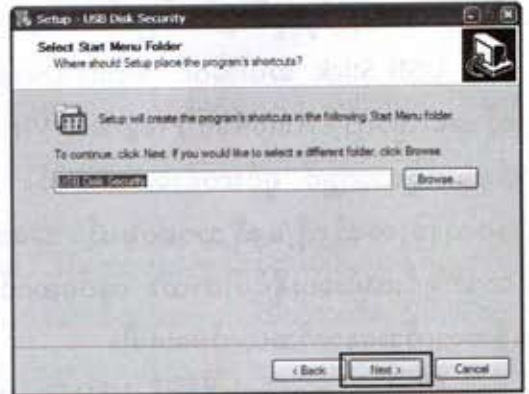 Setup - USB Disk Security
Select Start Menu Folder
Where should Setup place the program's shortcuts?
Setup will create the program's shortcuts in the following Start Menu folder.
To continue, click Next. If you would like to select a different folder, click Browse.
USB Disk Security
Browse...
< Back
Next >
Cancel